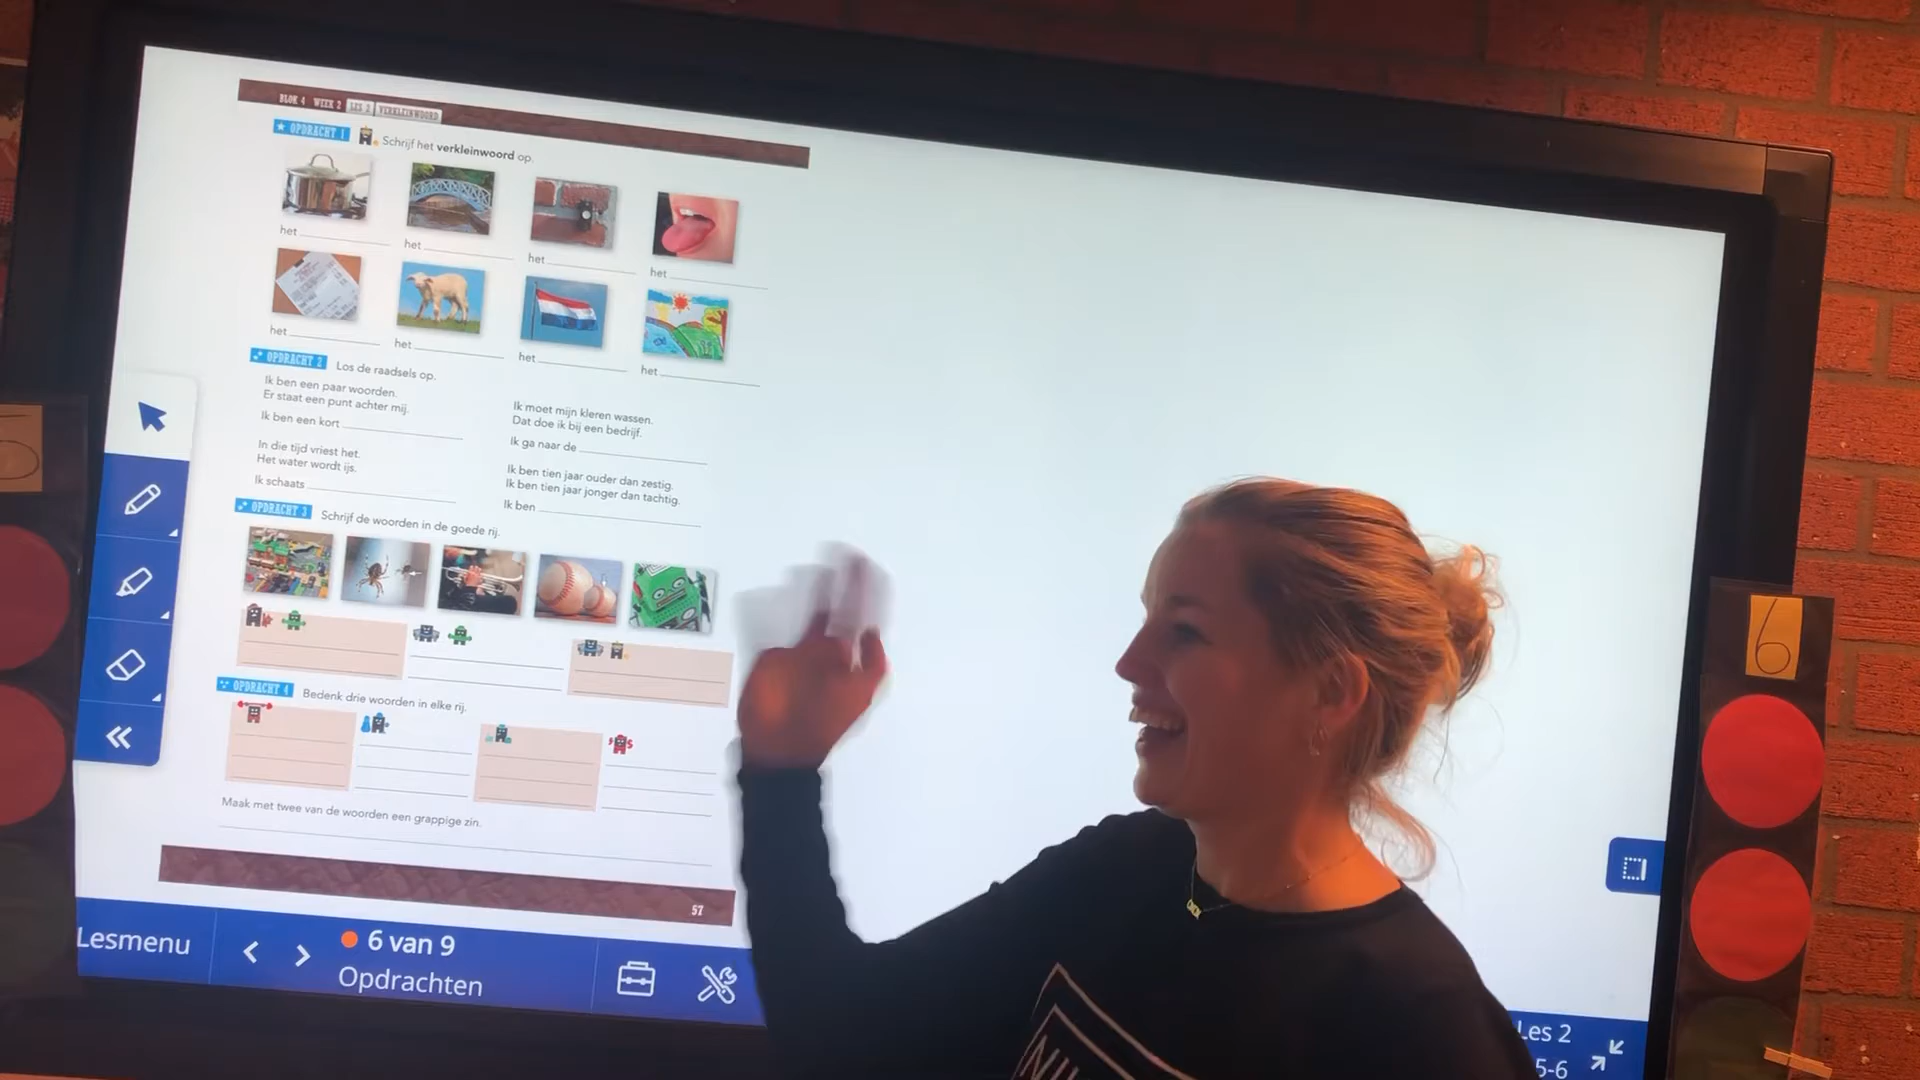 BLOK 4 WEEK 2 LES 2 VERKLEINWOORD
OPDRACHT 1 Schrijf het verkleinwoord op.
het het het het
het het het het
OPDRACHT 2 Los de raadsels op.
Ik ben een paar woorden.
Er staat een punt achter mij.
Ik ben een kort
In die tijd vriest het.
Het water wordt ijs.
Ik schaats
Ik moet mijn kleren wassen.
Dat doe ik bij een bedrijf.
Ik ga naar de
Ik ben tien jaar ouder dan zestig.
Ik ben tien jaar jonger dan tachtig.
Ik ben
OPDRACHT 3 Schrijf de woorden in de goede rij.
OPDRACHT 4 Bedenk drie woorden in elke rij.
Maak met twee van de woorden een grappige zin.
57
Lesmenu
6 van 9
Opdrachten
Les 2
5-6
6